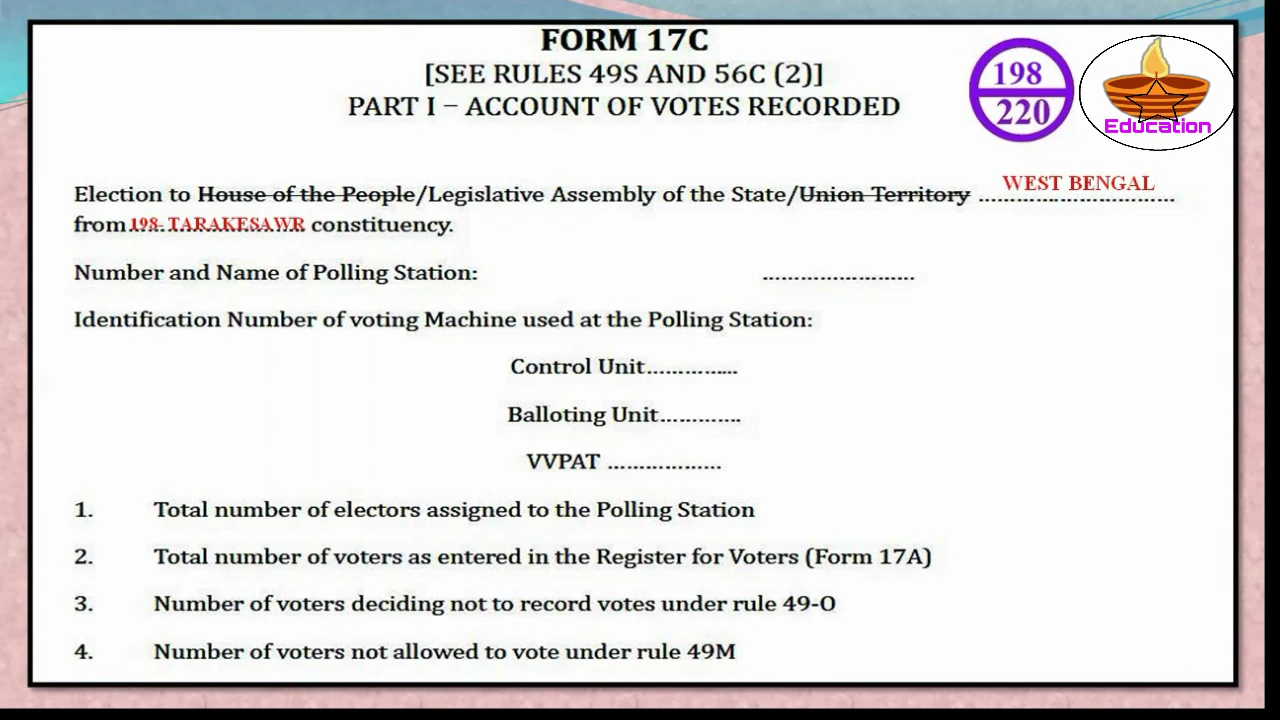 FORM 17C
[SEE RULES 49S AND 56C (2)]
PART I – ACCOUNT OF VOTES RECORDED
198
220
Education
Election to House of the People/Legislative Assembly of the State/Union Territory WEST BENGAL
from 198- TARAKESAWR constituency.
Number and Name of Polling Station: ........................
Identification Number of voting Machine used at the Polling Station:
Control Unit..............
Balloting Unit.............
VVPAT ..................
1. Total number of electors assigned to the Polling Station
2. Total number of voters as entered in the Register for Voters (Form 17A)
3. Number of voters deciding not to record votes under rule 49-O
4. Number of voters not allowed to vote under rule 49M